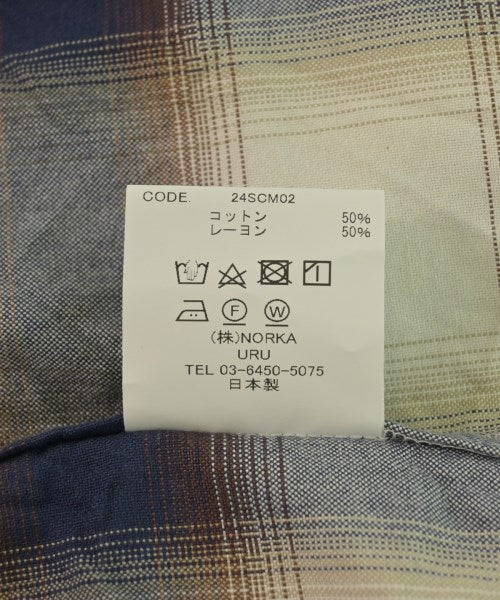 CODE. 24SCM02
コットン 50%
レーヨン 50%
F W
(株)NORKA
URU
TEL 03-6450-5075
日本製